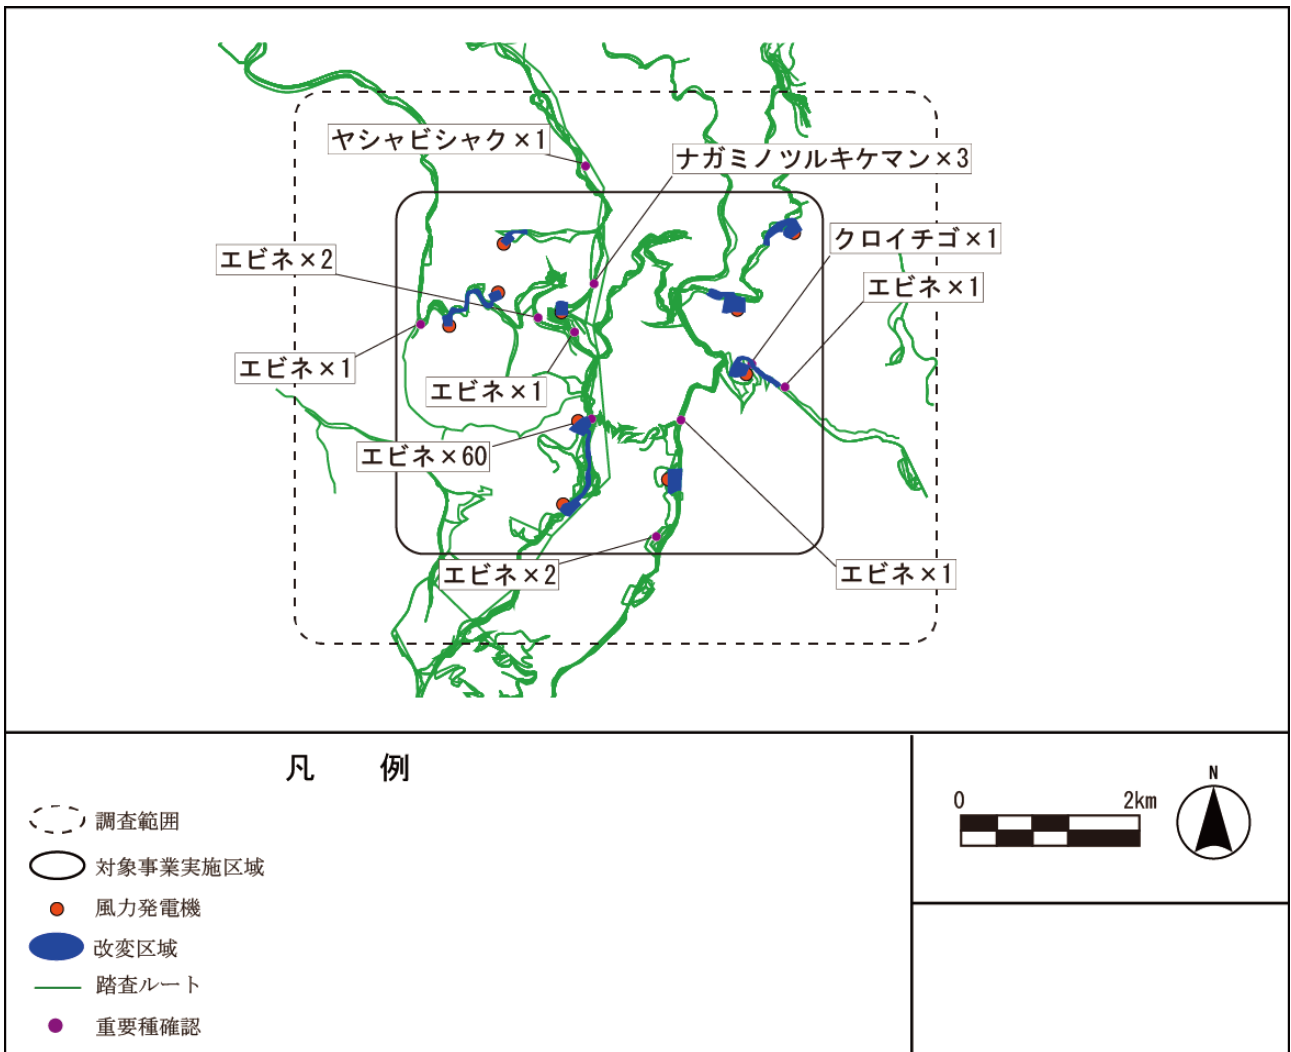 ヤシャビシャク×1
ナガミノツルキケマン×3
クロイチゴ×1
エビネ×2
エビネ×1
エビネ×1
エビネ×1
エビネ×60
エビネ×2
エビネ×1
凡 例
調査範囲
対象事業実施区域
風力発電機
改変区域
踏査ルート
重要種確認
0 2km
N